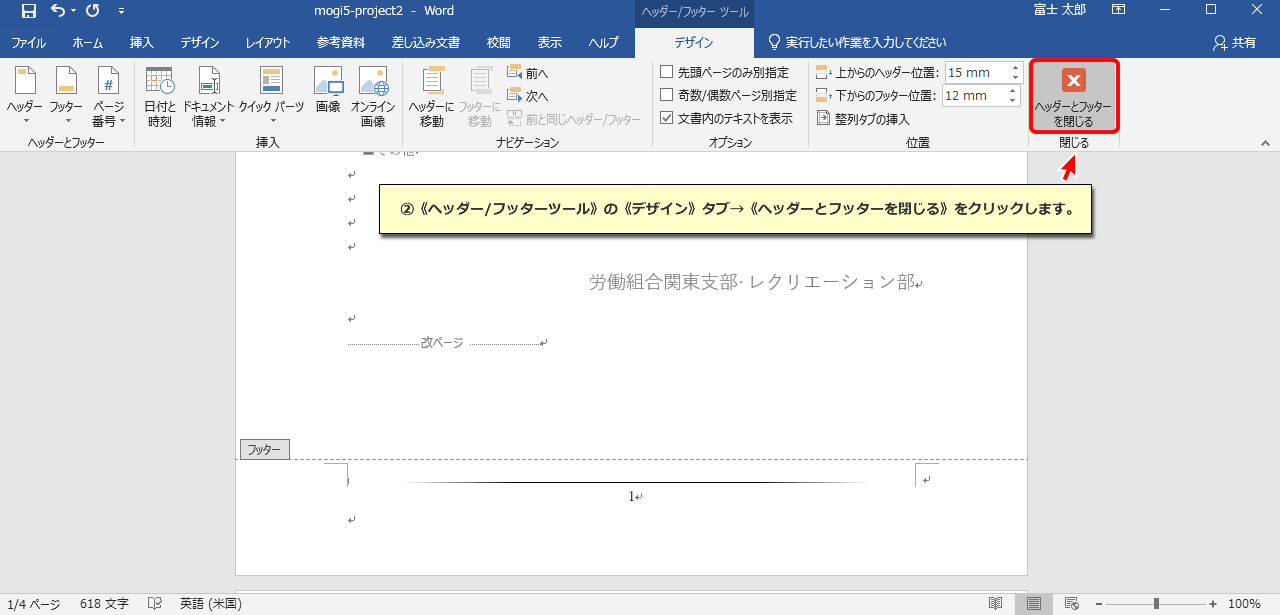 mogi5-project2 - Word
ヘッダー/フッター ツール
富士 太郎
ファイル ホーム 挿入 デザイン レイアウト 参考資料 差し込み文書 校閲 表示 ヘルプ デザイン 実行したい作業を入力してください 共有
ヘッダー
フッター
ページ
番号
ヘッダーとフッター
日付と
時刻
ドキュメント
情報
クイック パーツ
画像
オンライン
画像
挿入
ヘッダーに
移動
フッターに
移動
前へ
次へ
前と同じヘッダー/フッター
ナビゲーション
先頭ページのみ別指定
奇数/偶数ページ別指定
文書内のテキストを表示
オプション
上からのヘッダー位置: 15 mm
下からのフッター位置: 12 mm
整列タブの挿入
位置
ヘッダーとフッター
を閉じる
閉じる
②《ヘッダー/フッターツール》の《デザイン》タブ→《ヘッダーとフッターを閉じる》をクリックします。
労働組合関東支部・レクリエーション部
改ページ
フッター
1
1/4 ページ 618 文字 英語 (米国) 100%